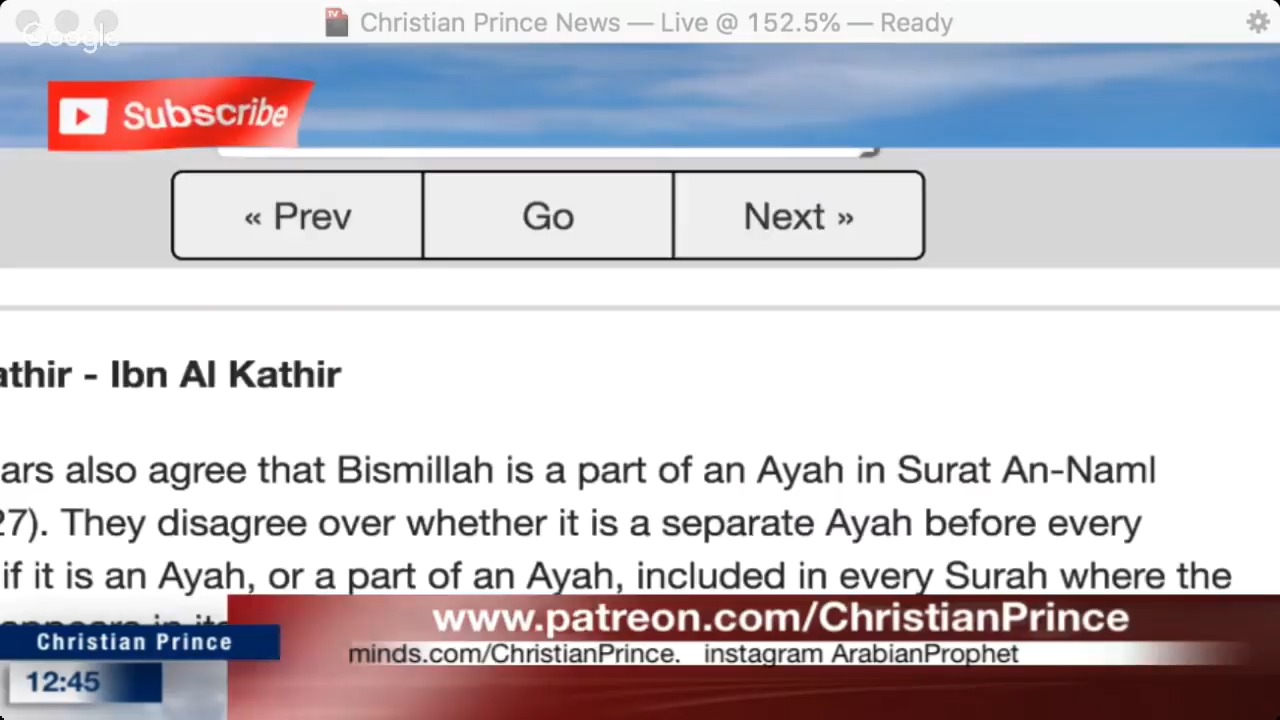 Christian Prince News — Live @ 152.5% — Ready
Google
Subscribe
« Prev
Go
Next »
athir - Ibn Al Kathir
ars also agree that Bismillah is a part of an Ayah in Surat An-Naml
27). They disagree over whether it is a separate Ayah before every
if it is an Ayah, or a part of an Ayah, included in every Surah where the
appears in its
www.patreon.com/ChristianPrince
Christian Prince
minds.com/ChristianPrince. instagram ArabianProphet
12:45